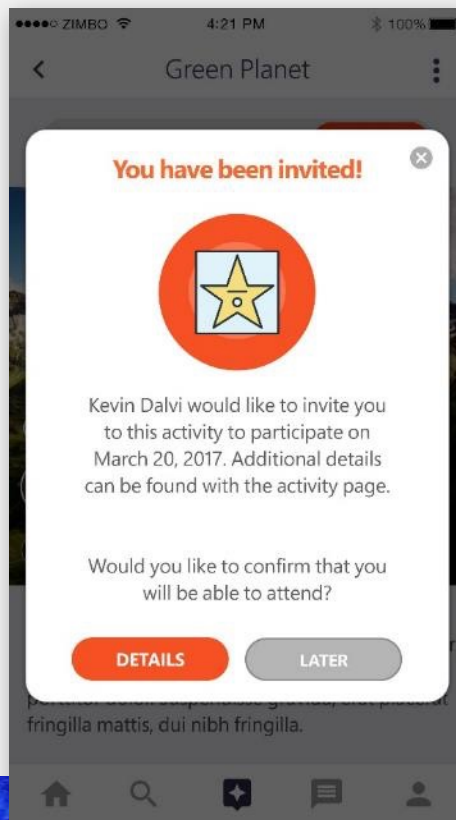 ZIMBO 4:21 PM 100%
Green Planet
You have been invited!
Kevin Dalvi would like to invite you
to this activity to participate on
March 20, 2017. Additional details
can be found with the activity page.
Would you like to confirm that you
will be able to attend?
DETAILS LATER
fringilla mattis, dui nibh fringilla.